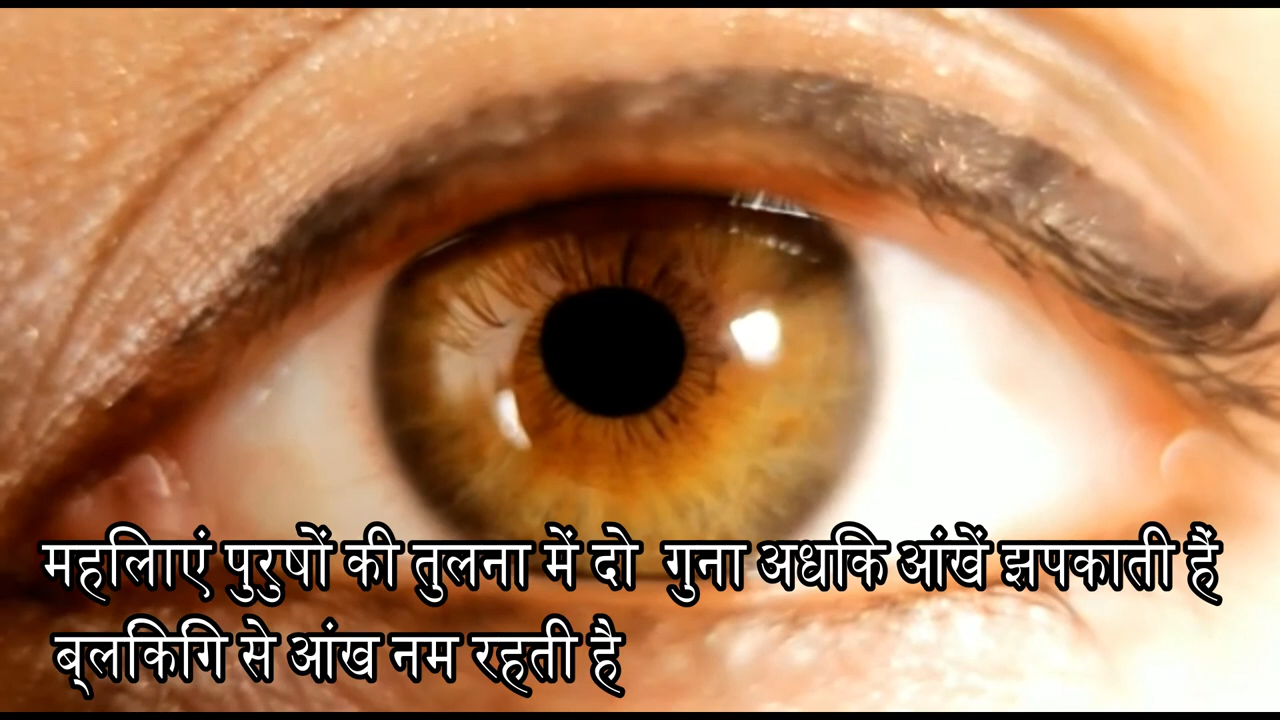 महलिाएं पुरुषों की तुलना में दो गुना अधकि आंखें झपकाती हैं
ब्लकिगि से आंख नम रहती है